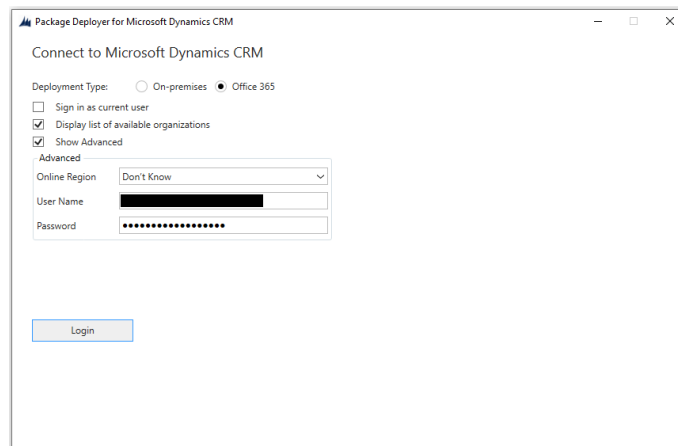 Package Deployer for Microsoft Dynamics CRM
Connect to Microsoft Dynamics CRM
Deployment Type: On-premises Office 365
Sign in as current user
Display list of available organizations
Show Advanced
Advanced
Online Region Don't Know
User Name
Password ••••••••••••••••••
Login